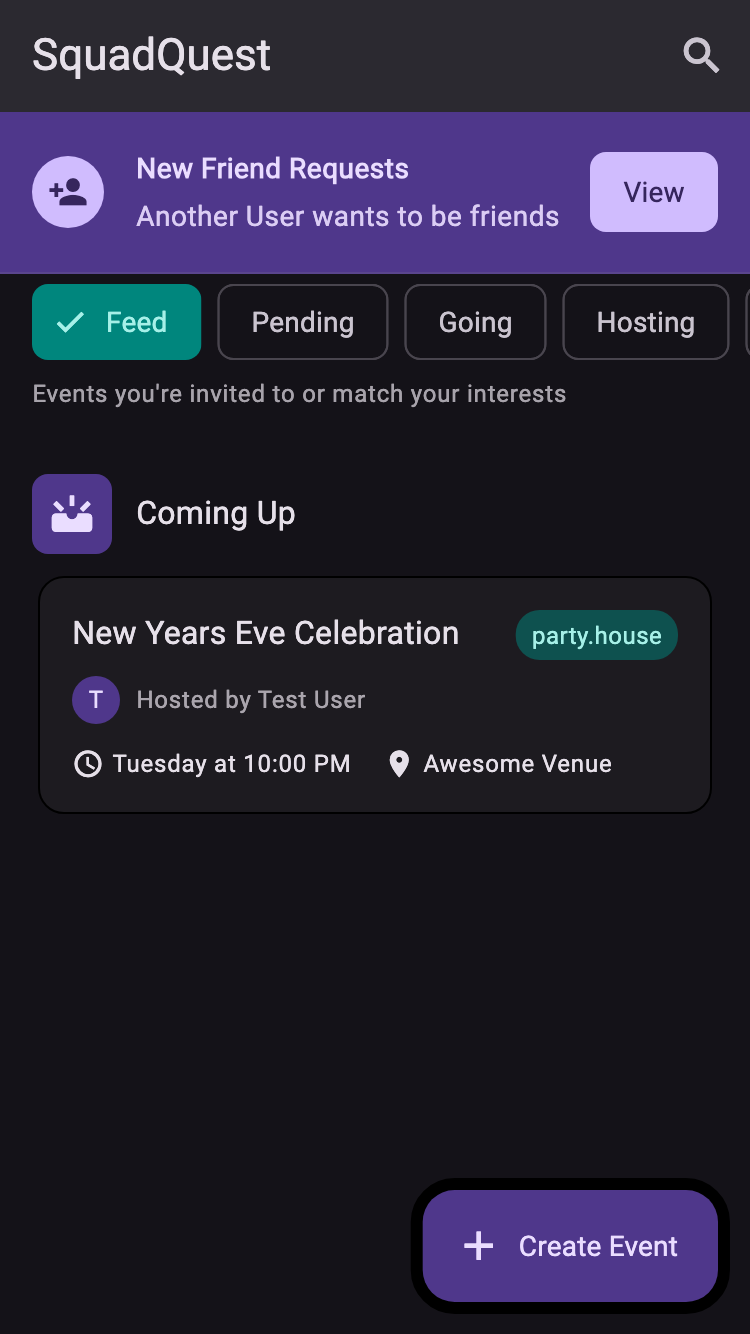 SquadQuest
New Friend Requests
Another User wants to be friends
View
Feed
Pending
Going
Hosting
Events you're invited to or match your interests
Coming Up
New Years Eve Celebration
party.house
T
Hosted by Test User
Tuesday at 10:00 PM
Awesome Venue
Create Event